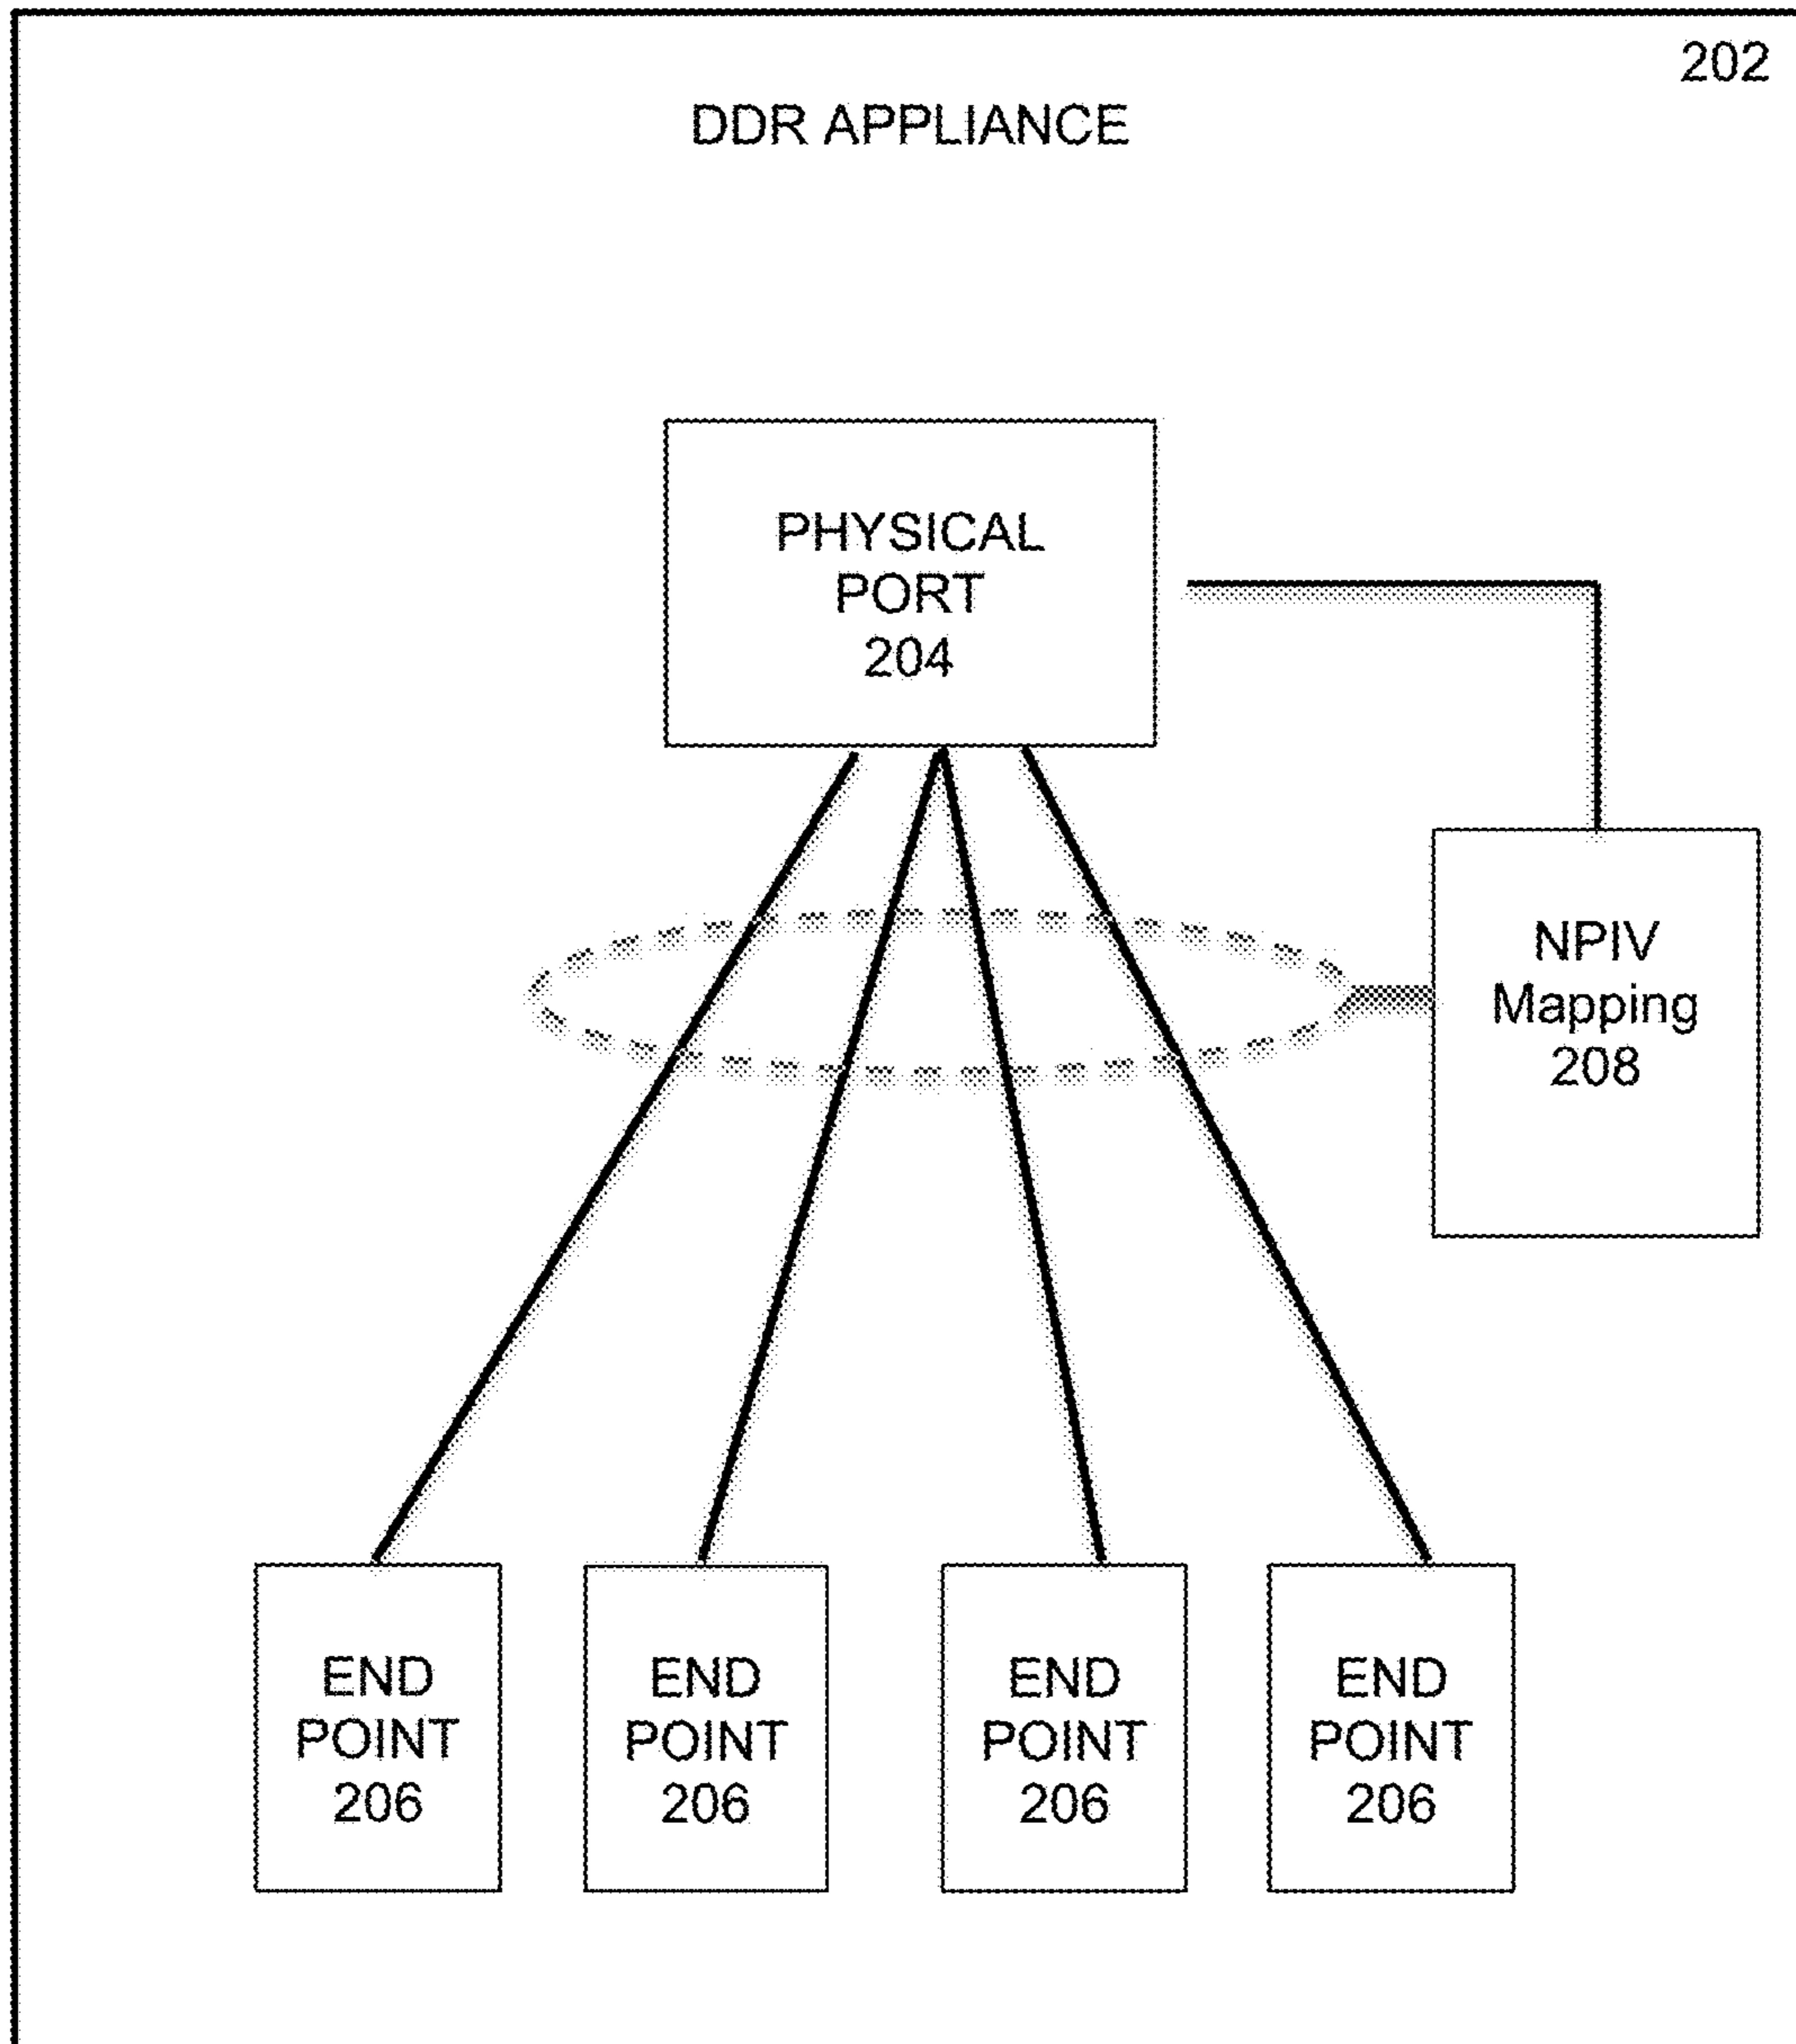 202
DDR APPLIANCE
PHYSICAL
PORT
204
NPIV
Mapping
208
END
POINT
206
END
POINT
206
END
POINT
206
END
POINT
206